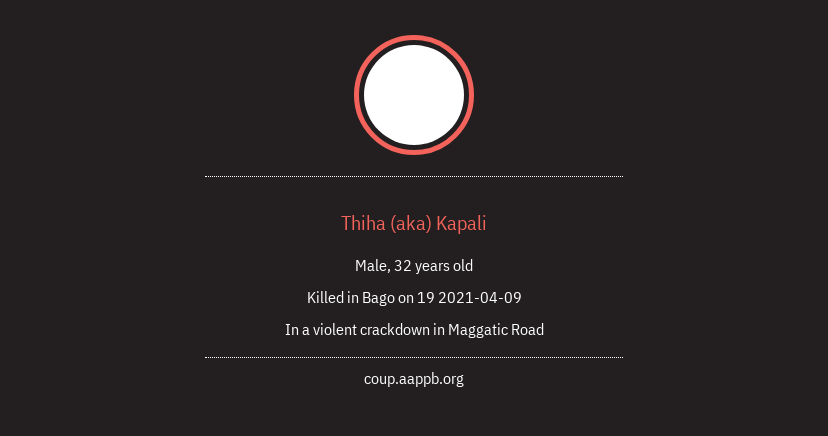 Thiha (aka) Kapali
Male, 32 years old
Killed in Bago on 19 2021-04-09
In a violent crackdown in Maggatic Road
coup.aappb.org